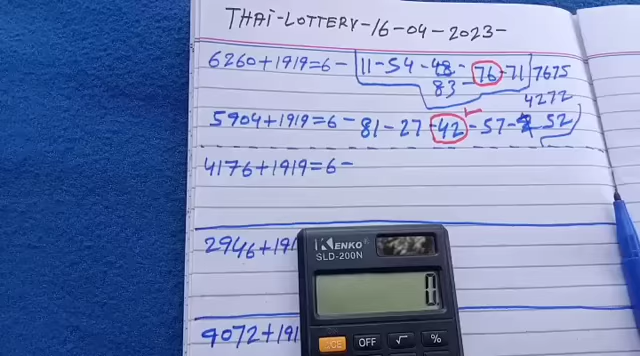 THAI-LOTTERY-16-04-2023-
6260+1919=6- 11-54-48-76-71 7675
83 4272
5904+1919=6-81-27-42-57- 52
4176+1919=6-
2946+191
KENKO
SLD-200N
0.
9072+191
CE OFF √ %